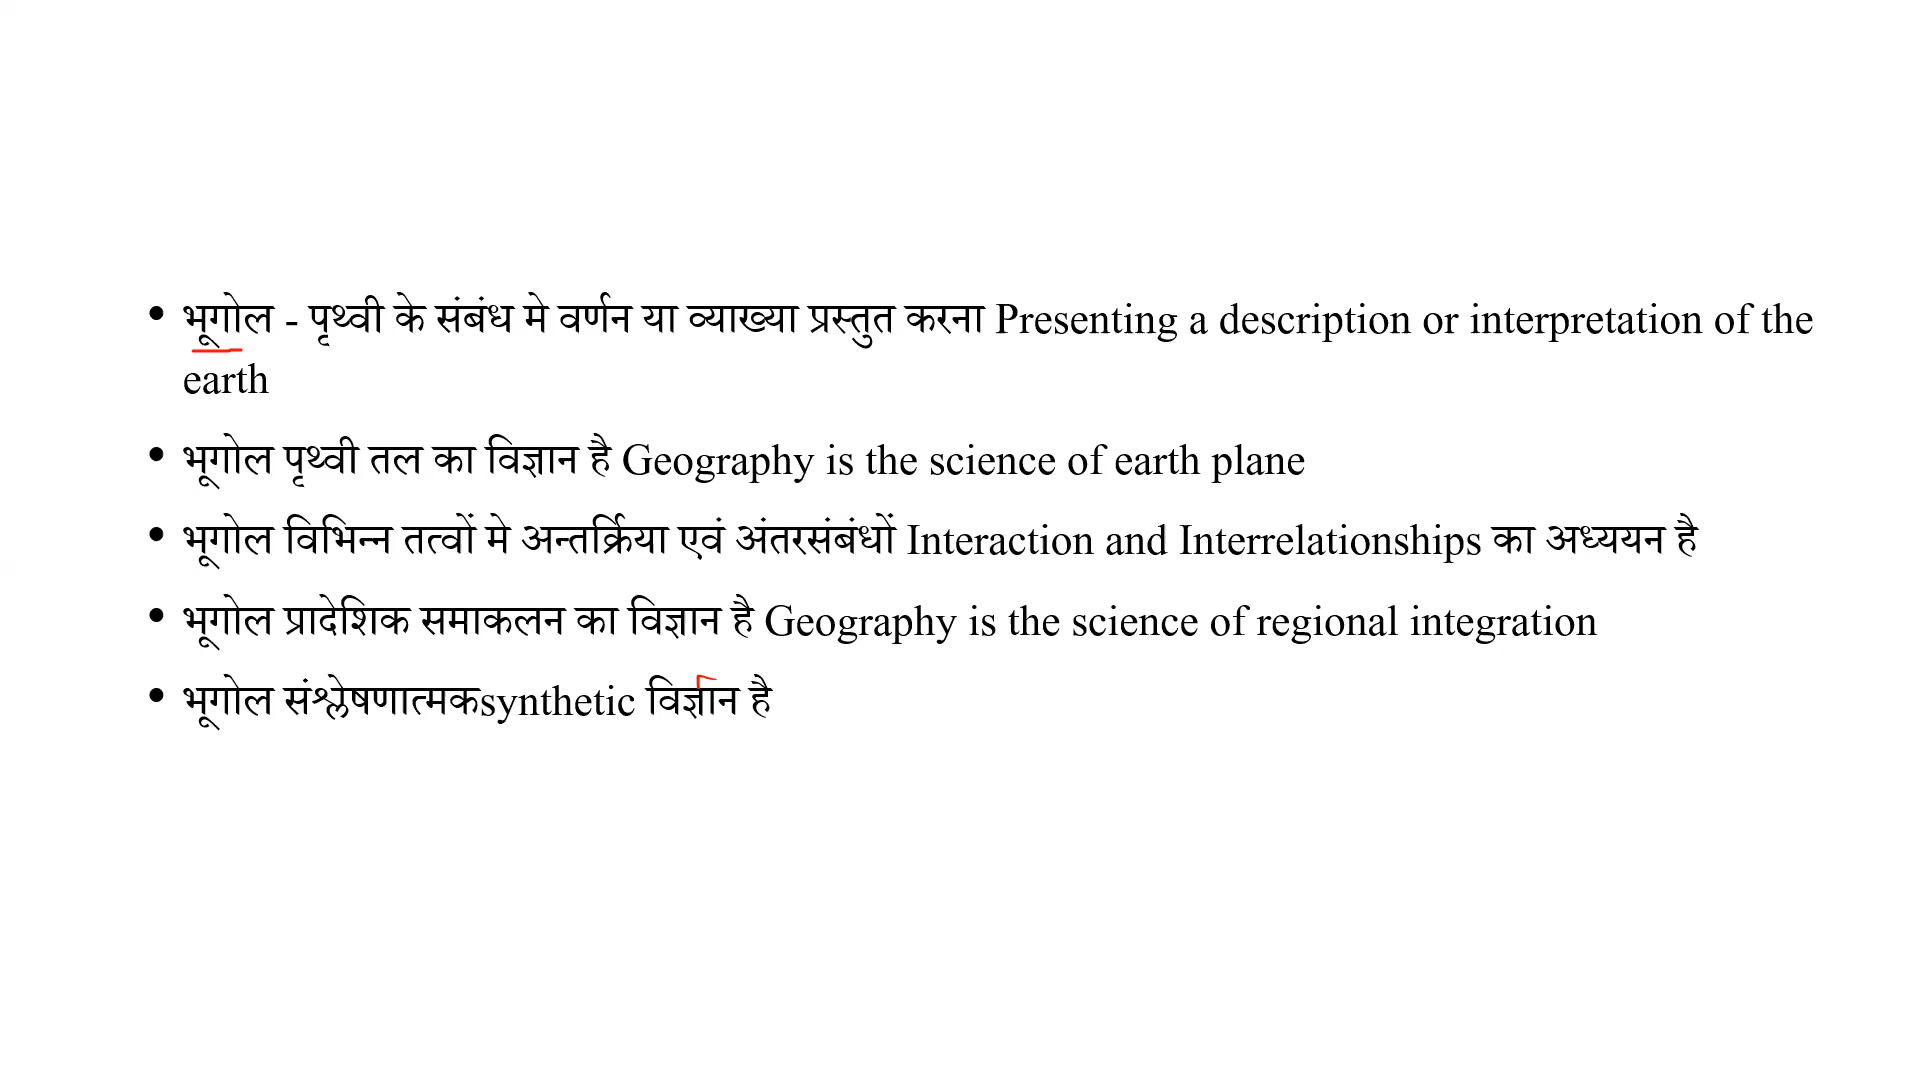 • भूगोल - पृथ्वी के संबंध मे वर्णन या व्याख्या प्रस्तुत करना Presenting a description or interpretation of the
earth
• भूगोल पृथ्वी तल का विज्ञान है Geography is the science of earth plane
• भूगोल विभिन्न तत्वों मे अन्तर्क्रिया एवं अंतरसंबंधों Interaction and Interrelationships का अध्ययन है
• भूगोल प्रादेशिक समाकलन का विज्ञान है Geography is the science of regional integration
• भूगोल संश्लेषणात्मकsynthetic विज्ञान है